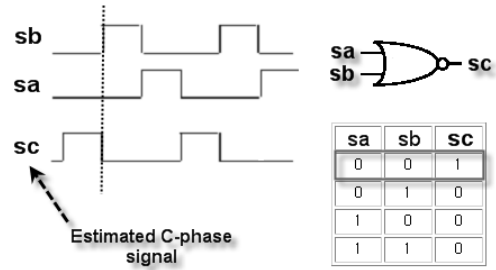 sb
sa
sc
Estimated C-phase
signal
sa
sb
sc
sa sb sc
0 0 1
0 1 0
1 0 0
1 1 0